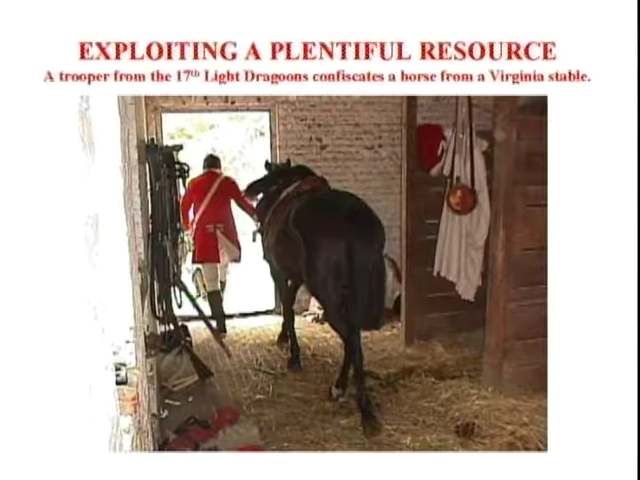 EXPLOITING A PLENTIFUL RESOURCE
A trooper from the 17th Light Dragoons confiscates a horse from a Virginia stable.